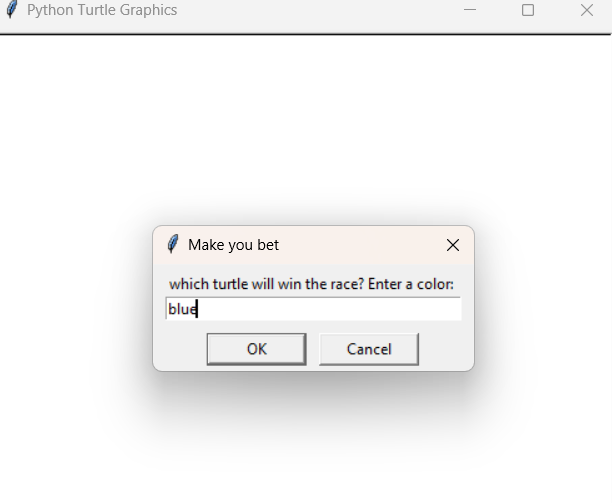 Python Turtle Graphics
Make you bet
which turtle will win the race? Enter a color:
blue
OK
Cancel